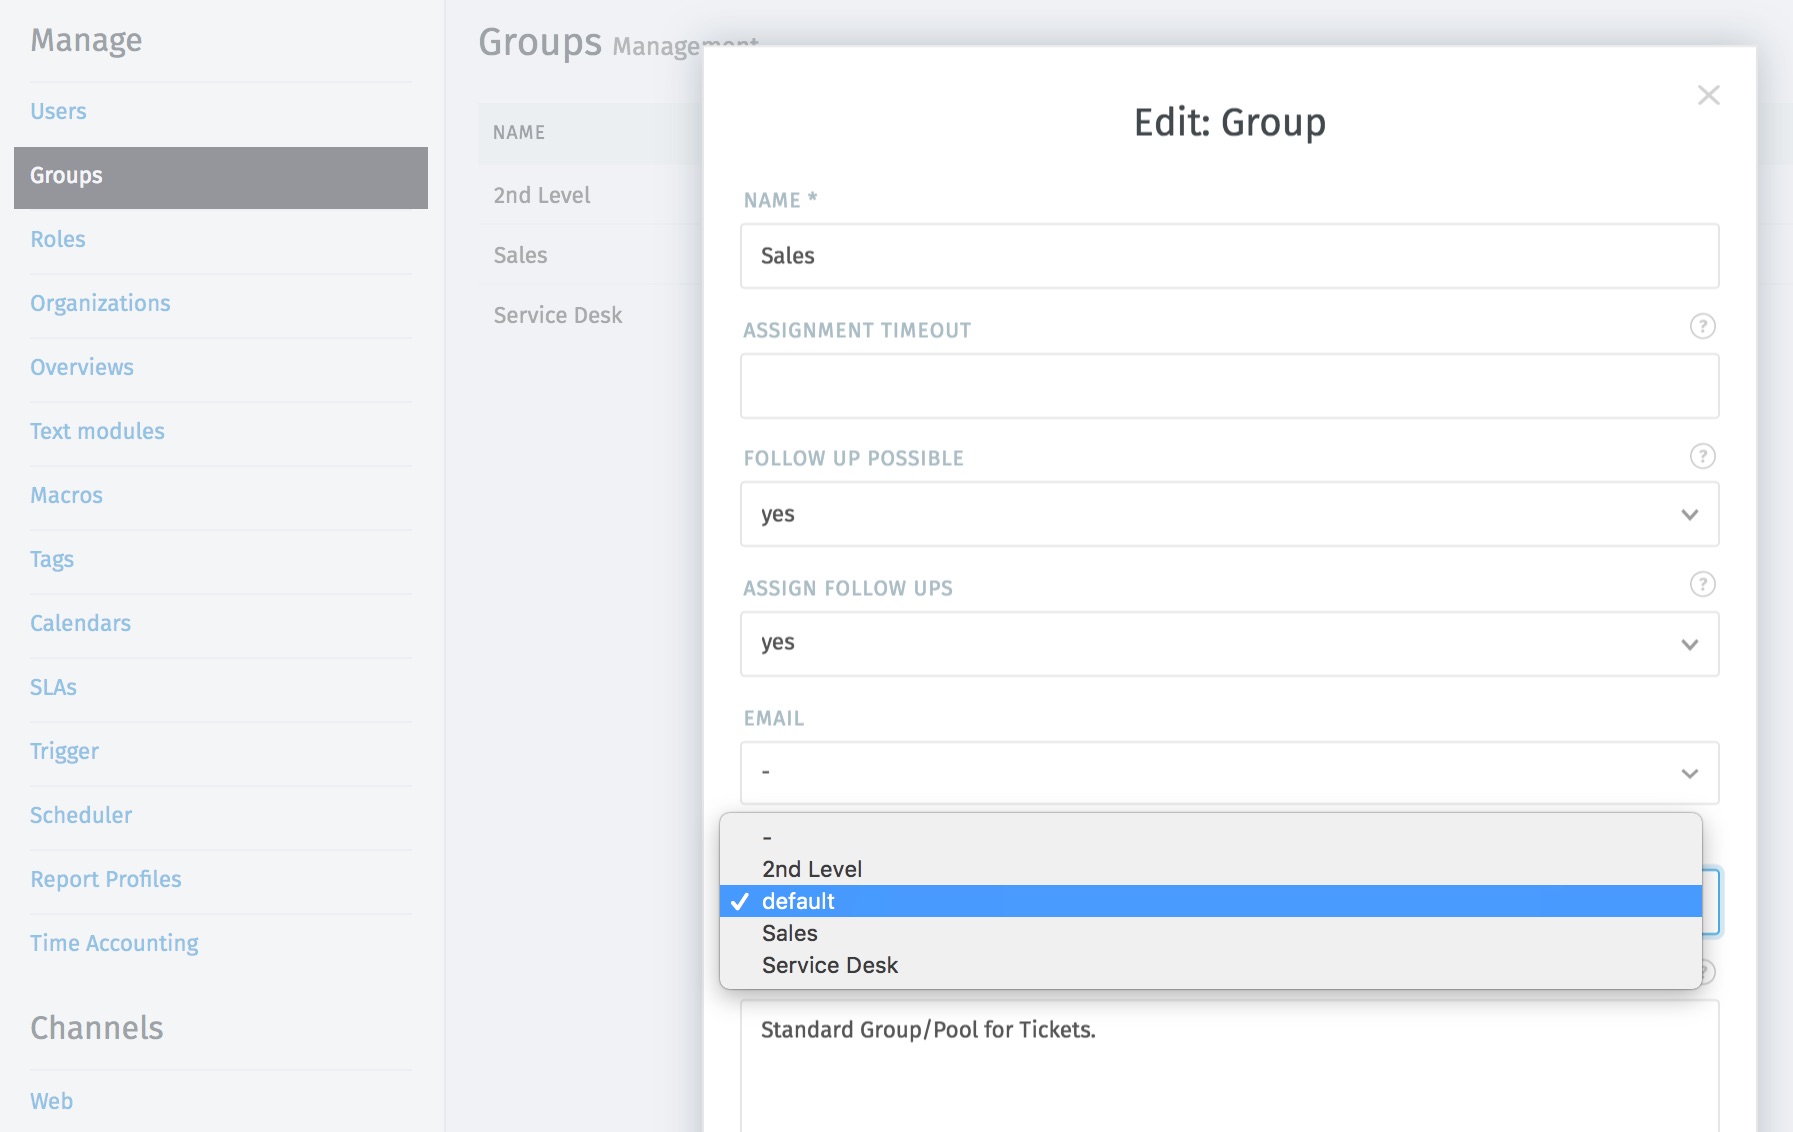 Manage
Users
Groups
Roles
Organizations
Overviews
Text modules
Macros
Tags
Calendars
SLAs
Trigger
Scheduler
Report Profiles
Time Accounting
Channels
Web
Groups Management
NAME
2nd Level
Sales
Service Desk
Edit: Group
NAME *
Sales
ASSIGNMENT TIMEOUT ?
FOLLOW UP POSSIBLE ?
yes
ASSIGN FOLLOW UPS ?
yes
EMAIL
-
-
2nd Level
✓ default
Sales
Service Desk
?
Standard Group/Pool for Tickets.